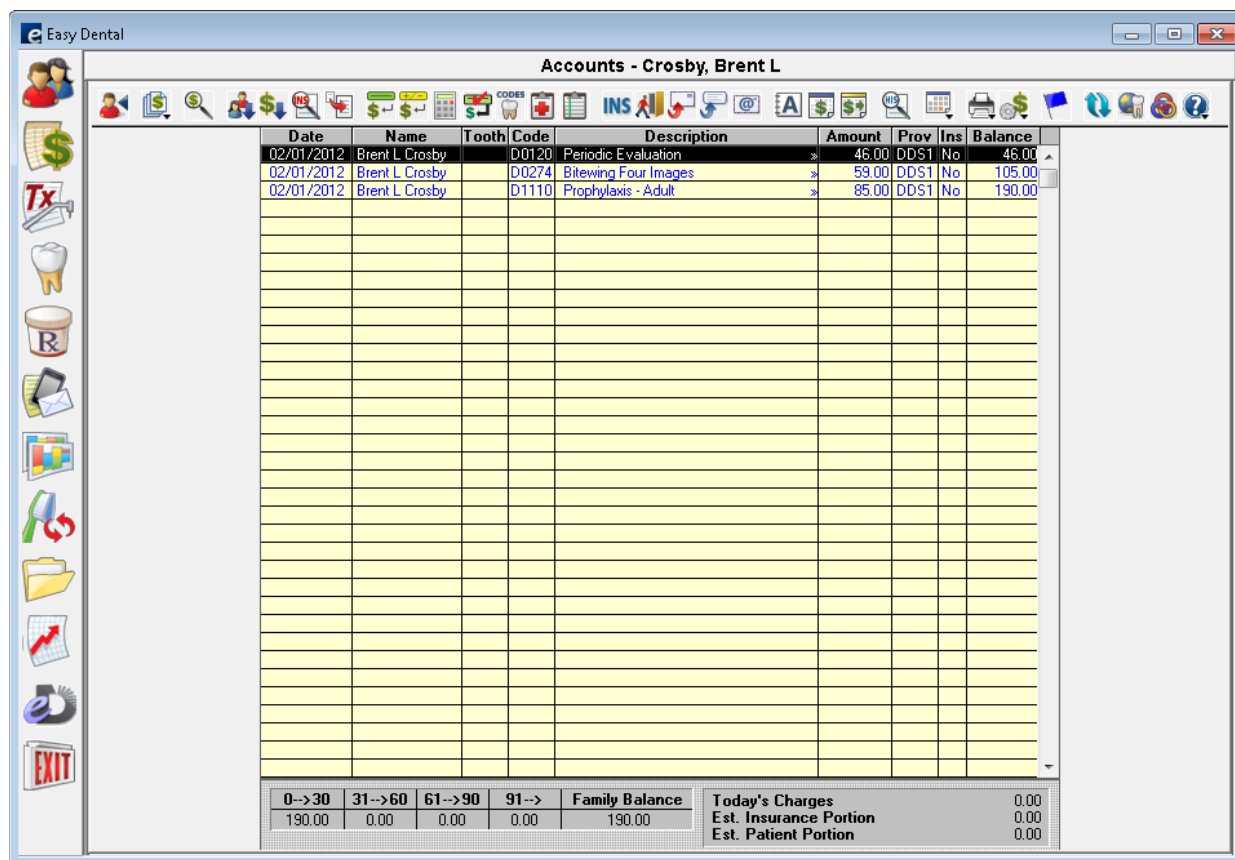 Easy Dental
Accounts - Crosby, Brent L
CODES INS INS @ A HIS
Date Name Tooth Code Description Amount Prov Ins Balance
02/01/2012 Brent L Crosby D0120 Periodic Evaluation » 46.00 DDS1 No 46.00
02/01/2012 Brent L Crosby D0274 Bitewing Four Images » 59.00 DDS1 No 105.00
02/01/2012 Brent L Crosby D1110 Prophylaxis - Adult » 85.00 DDS1 No 190.00
Tx
R
eD
EXIT
0-->30 31-->60 61-->90 91--> Family Balance
190.00 0.00 0.00 0.00 190.00
Today's Charges 0.00
Est. Insurance Portion 0.00
Est. Patient Portion 0.00